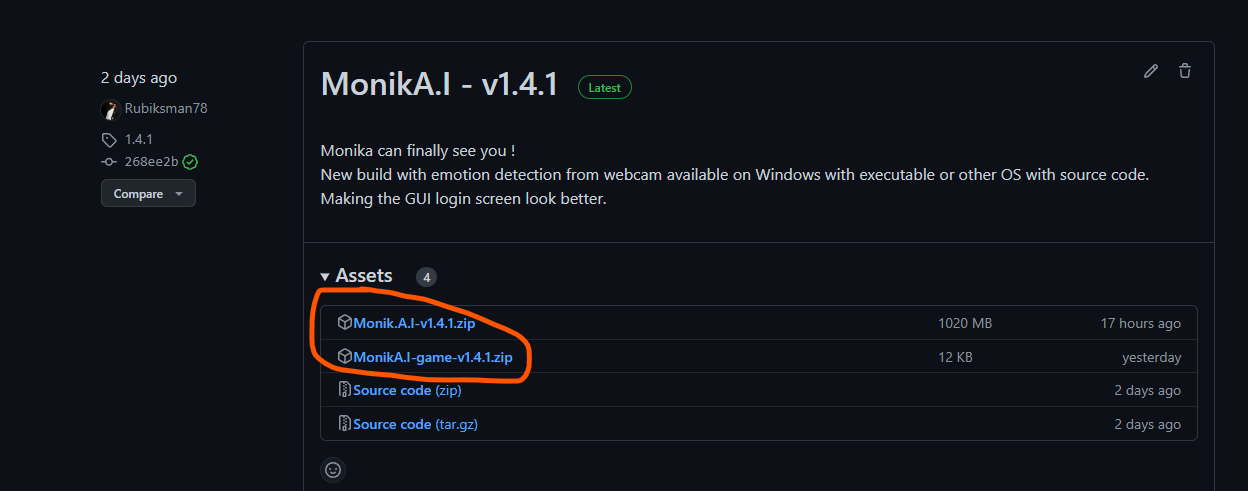 2 days ago
Rubiksman78
1.4.1
268ee2b
Compare
MonikA.I - v1.4.1 Latest
Monika can finally see you !
New build with emotion detection from webcam available on Windows with executable or other OS with source code.
Making the GUI login screen look better.
Assets 4
Monik.A.I-v1.4.1.zip 1020 MB 17 hours ago
MonikA.I-game-v1.4.1.zip 12 KB yesterday
Source code (zip) 2 days ago
Source code (tar.gz) 2 days ago